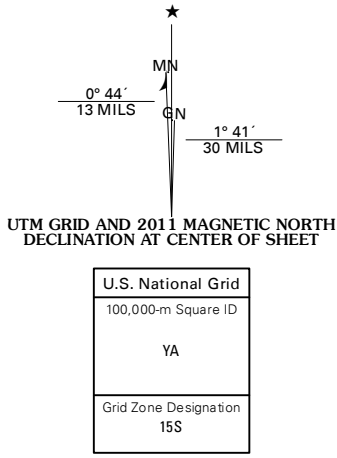 ★
MN
0° 44´
13 MILS
GN
1° 41´
30 MILS
UTM GRID AND 2011 MAGNETIC NORTH
DECLINATION AT CENTER OF SHEET
U.S. National Grid
100,000-m Square ID
YA
Grid Zone Designation
15S